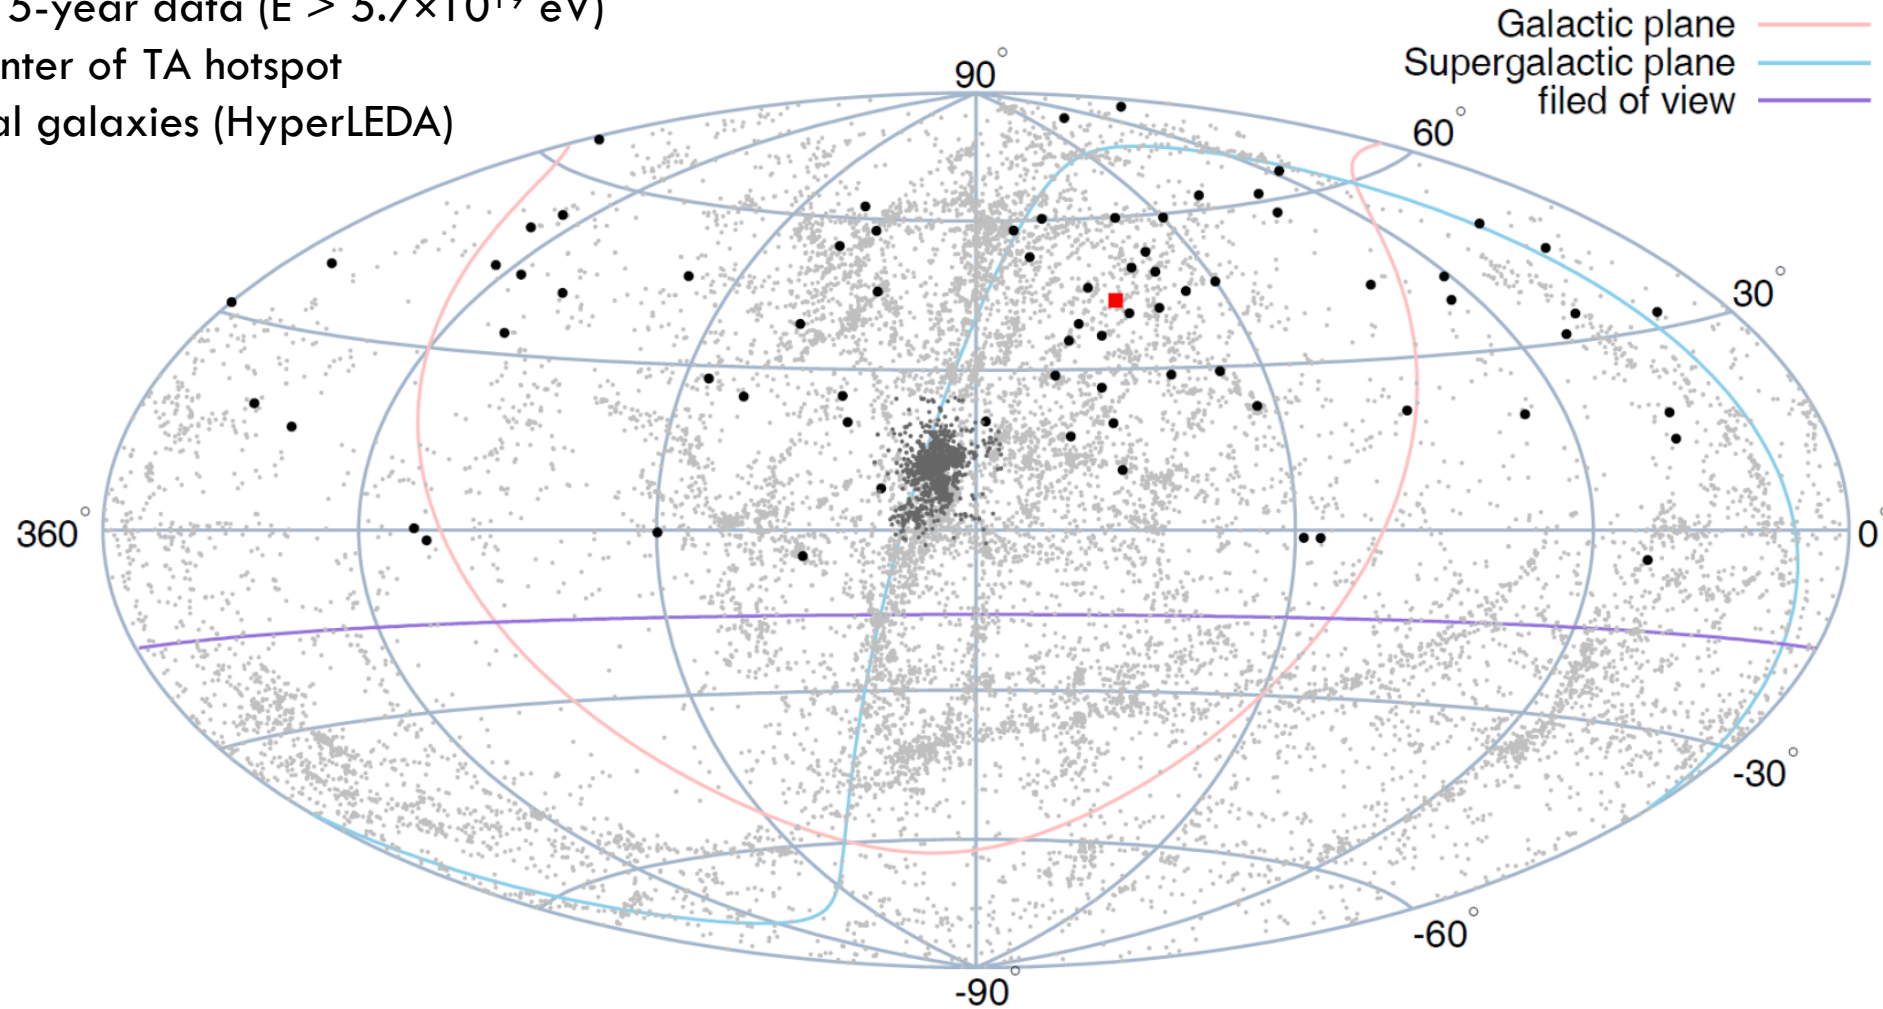 5-year data (E > 5.7×10¹⁹ eV)
nter of TA hotspot
al galaxies (HyperLEDA)
Galactic plane
Supergalactic plane
filed of view
90°
60°
30°
360°
0°
-30°
-60°
-90°